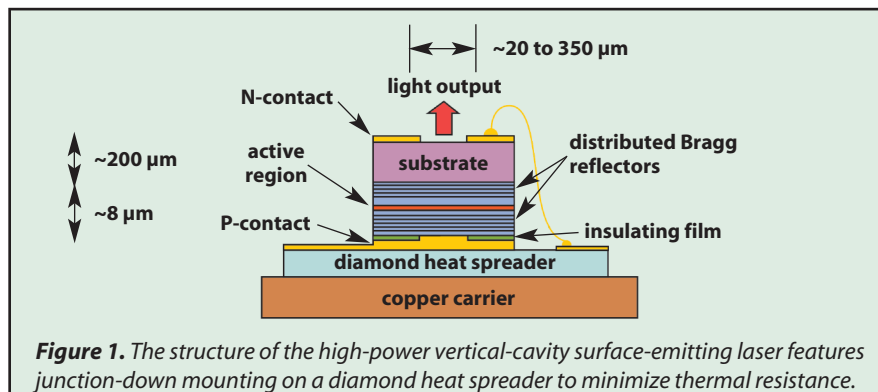 ~20 to 350 µm
light output
N-contact
~200 µm
active
region
substrate
distributed Bragg
reflectors
~8 µm
P-contact
insulating film
diamond heat spreader
copper carrier
Figure 1. The structure of the high-power vertical-cavity surface-emitting laser features
junction-down mounting on a diamond heat spreader to minimize thermal resistance.